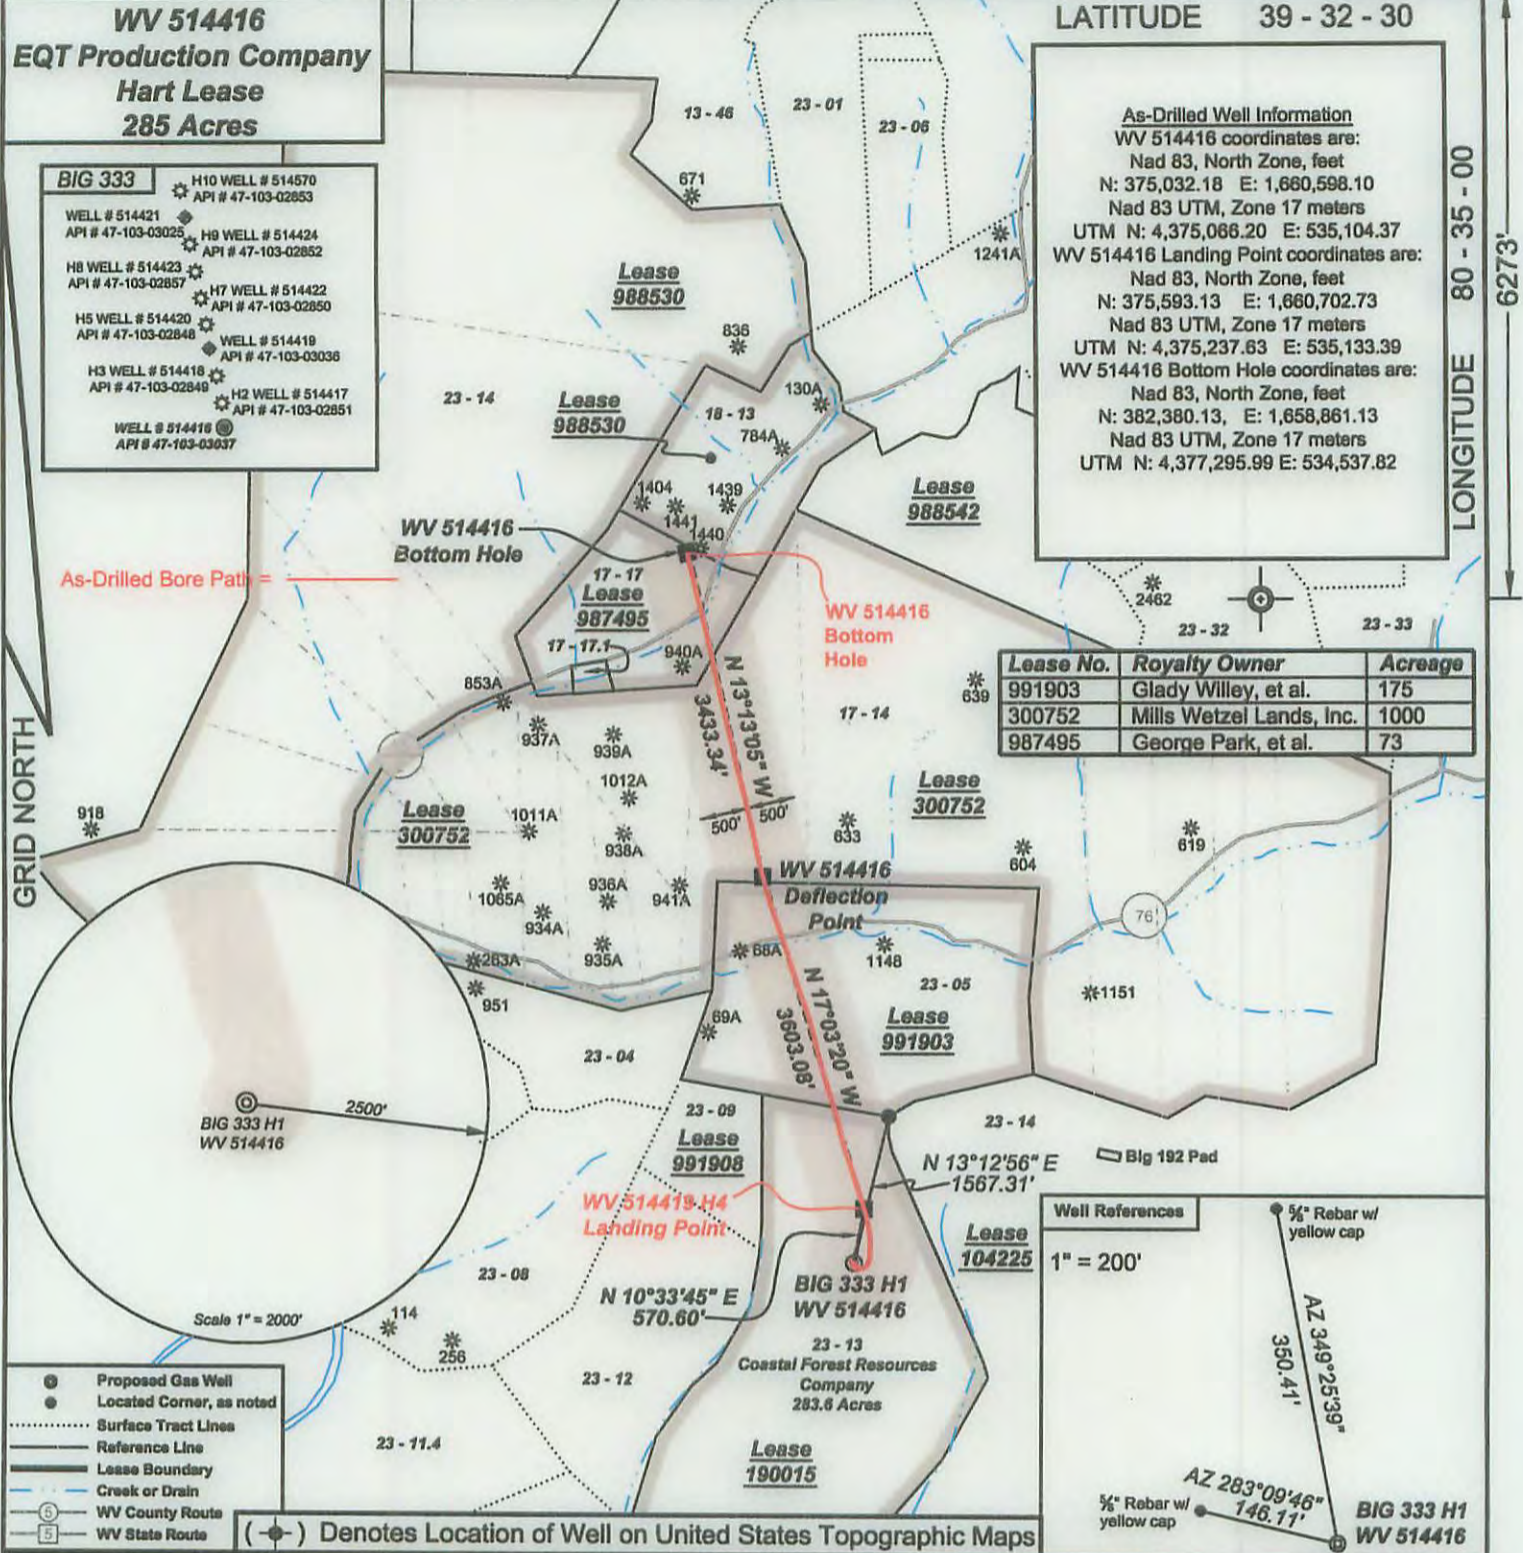 WV 514416
EQT Production Company
Hart Lease
285 Acres
LATITUDE 39 - 32 - 30
LONGITUDE 80 - 35 - 00
6273'
As-Drilled Well Information
WV 514416 coordinates are:
Nad 83, North Zone, feet
N: 375,032.18 E: 1,660,598.10
Nad 83 UTM, Zone 17 meters
UTM N: 4,375,066.20 E: 535,104.37
WV 514416 Landing Point coordinates are:
Nad 83, North Zone, feet
N: 375,593.13 E: 1,660,702.73
Nad 83 UTM, Zone 17 meters
UTM N: 4,375,237.63 E: 535,133.39
WV 514416 Bottom Hole coordinates are:
Nad 83, North Zone, feet
N: 382,380.13, E: 1,658,861.13
Nad 83 UTM, Zone 17 meters
UTM N: 4,377,295.99 E: 534,537.82
BIG 333
H10 WELL # 514570
API # 47-103-02853
WELL # 514421
API # 47-103-03025
H9 WELL # 514424
API # 47-103-02852
H8 WELL # 514423
API # 47-103-02857
H7 WELL # 514422
API # 47-103-02850
H5 WELL # 514420
API # 47-103-02848
WELL # 514419
API # 47-103-03036
H3 WELL # 514418
API # 47-103-02849
H2 WELL # 514417
API # 47-103-02851
WELL # 514416
API # 47-103-03037
13 - 46
23 - 01
23 - 06
671
1241A
Lease
988530
836
23 - 14
Lease
988530
130A
18 - 13
784A
1404
1439
1441
1440
Lease
988542
WV 514416
Bottom Hole
As-Drilled Bore Path =
17 - 17
Lease
987495
17 - 17.1
940A
WV 514416
Bottom
Hole
2462
23 - 32
23 - 33
Lease No. Royalty Owner Acreage
991903 Glady Willey, et al. 175
300752 Mills Wetzel Lands, Inc. 1000
987495 George Park, et al. 73
853A
639
17 - 14
937A
939A
1012A
N 13°13'05" W
3433.34'
GRID NORTH
918
Lease
300752
1011A
938A
500'
500'
633
Lease
300752
604
619
1065A
936A
941A
934A
WV 514416
Deflection
Point
76
263A
935A
68A
1148
951
23 - 05
1151
69A
Lease
991903
N 17°03'20" W
3603.08'
23 - 04
23 - 09
Lease
991908
23 - 14
Big 192 Pad
N 13°12'56" E
1567.31'
2500'
BIG 333 H1
WV 514416
Scale 1" = 2000'
WV 514419 H4
Landing Point
Lease
104225
23 - 08
N 10°33'45" E
570.60'
BIG 333 H1
WV 514416
114
256
23 - 12
23 - 13
Coastal Forest Resources
Company
283.6 Acres
23 - 11.4
Lease
190015
Well References
1" = 200'
5/8" Rebar w/
yellow cap
AZ 349°25'39"
350.41'
AZ 283°09'46"
146.11'
5/8" Rebar w/
yellow cap
BIG 333 H1
WV 514416
Proposed Gas Well
Located Corner, as noted
Surface Tract Lines
Reference Line
Lease Boundary
Creek or Drain
5 WV County Route
5 WV State Route
( ) Denotes Location of Well on United States Topographic Maps